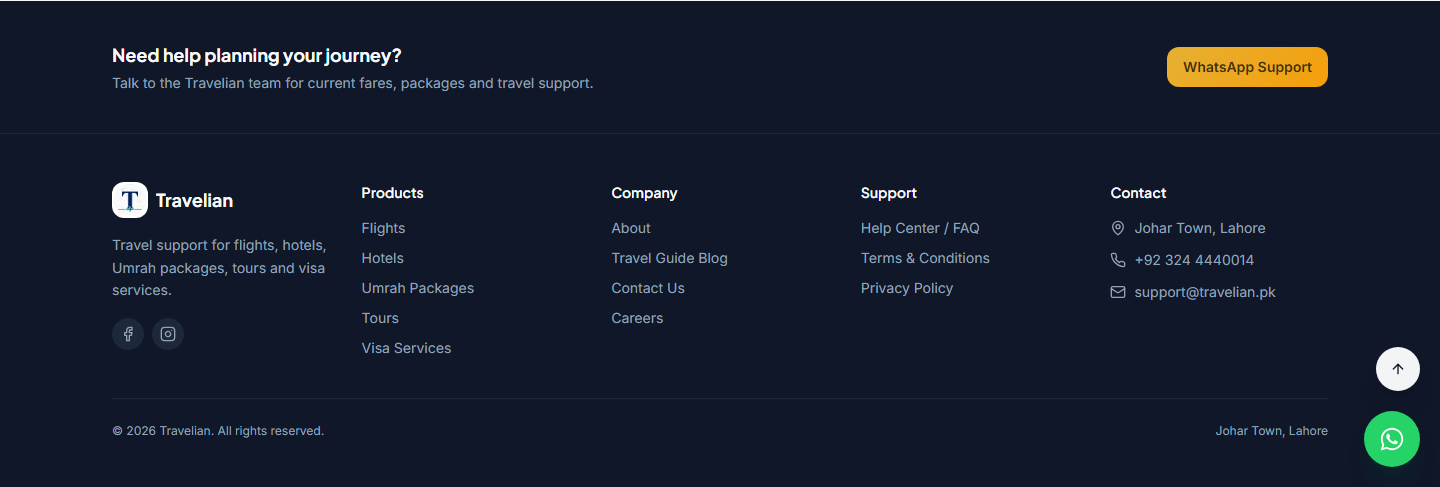 Need help planning your journey?
Talk to the Travelian team for current fares, packages and travel support.
WhatsApp Support
T
Travelian
Travel support for flights, hotels,
Umrah packages, tours and visa
services.
Products
Flights
Hotels
Umrah Packages
Tours
Visa Services
Company
About
Travel Guide Blog
Contact Us
Careers
Support
Help Center / FAQ
Terms & Conditions
Privacy Policy
Contact
Johar Town, Lahore
+92 324 4440014
support@travelian.pk
© 2026 Travelian. All rights reserved.
Johar Town, Lahore